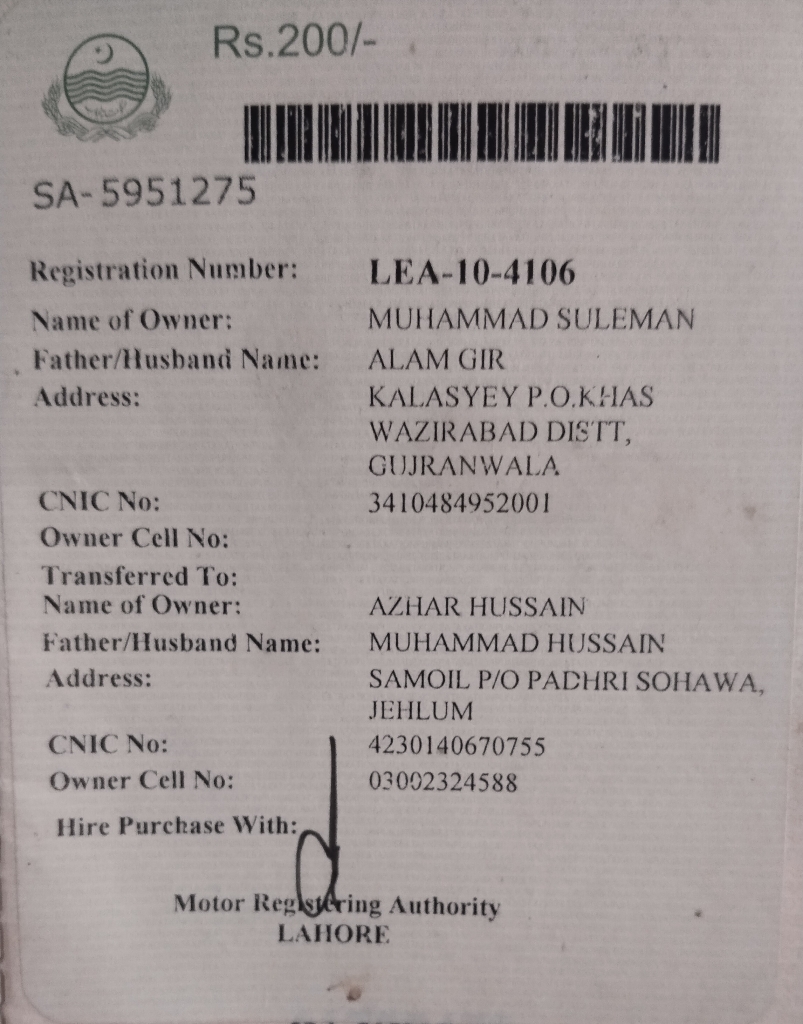 Rs.200/-
SA-5951275
Registration Number: LEA-10-4106
Name of Owner: MUHAMMAD SULEMAN
Father/Husband Name: ALAM GIR
Address: KALASYEY P.O.KHAS
WAZIRABAD DISTT,
GUJRANWALA
CNIC No: 3410484952001
Owner Cell No:
Transferred To:
Name of Owner: AZHAR HUSSAIN
Father/Husband Name: MUHAMMAD HUSSAIN
Address: SAMOIL P/O PADHRI SOHAWA,
JEHLUM
CNIC No: 4230140670755
Owner Cell No: 03002324588
Hire Purchase With:
Motor Registering Authority
LAHORE